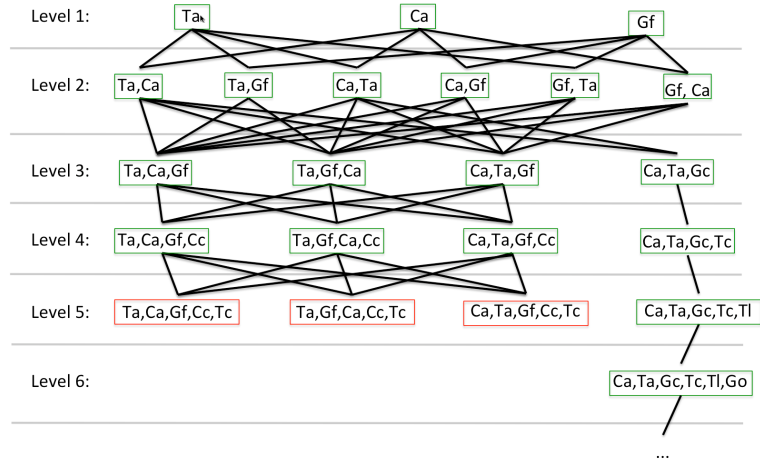 Level 1: Ta Ca Gf
Level 2: Ta,Ca Ta,Gf Ca,Ta Ca,Gf Gf, Ta Gf, Ca
Level 3: Ta,Ca,Gf Ta,Gf,Ca Ca,Ta,Gf Ca,Ta,Gc
Level 4: Ta,Ca,Gf,Cc Ta,Gf,Ca,Cc Ca,Ta,Gf,Cc Ca,Ta,Gc,Tc
Level 5: Ta,Ca,Gf,Cc,Tc Ta,Gf,Ca,Cc,Tc Ca,Ta,Gf,Cc,Tc Ca,Ta,Gc,Tc,Tl
Level 6: Ca,Ta,Gc,Tc,Tl,Go
...